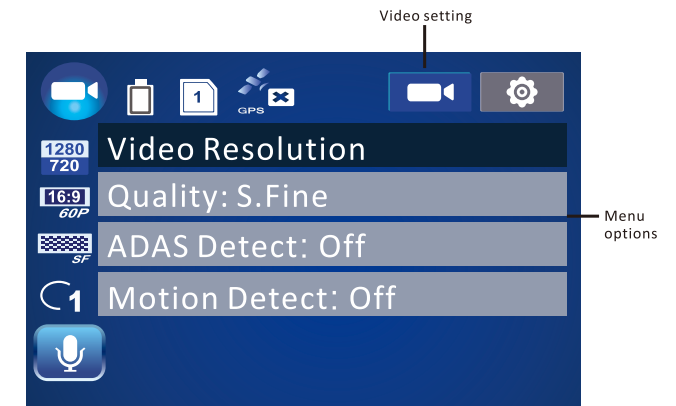 Video setting
1
GPS
1280
720
Video Resolution
16:9
60P
Quality: S.Fine
Menu
options
SF
ADAS Detect: Off
1
Motion Detect: Off